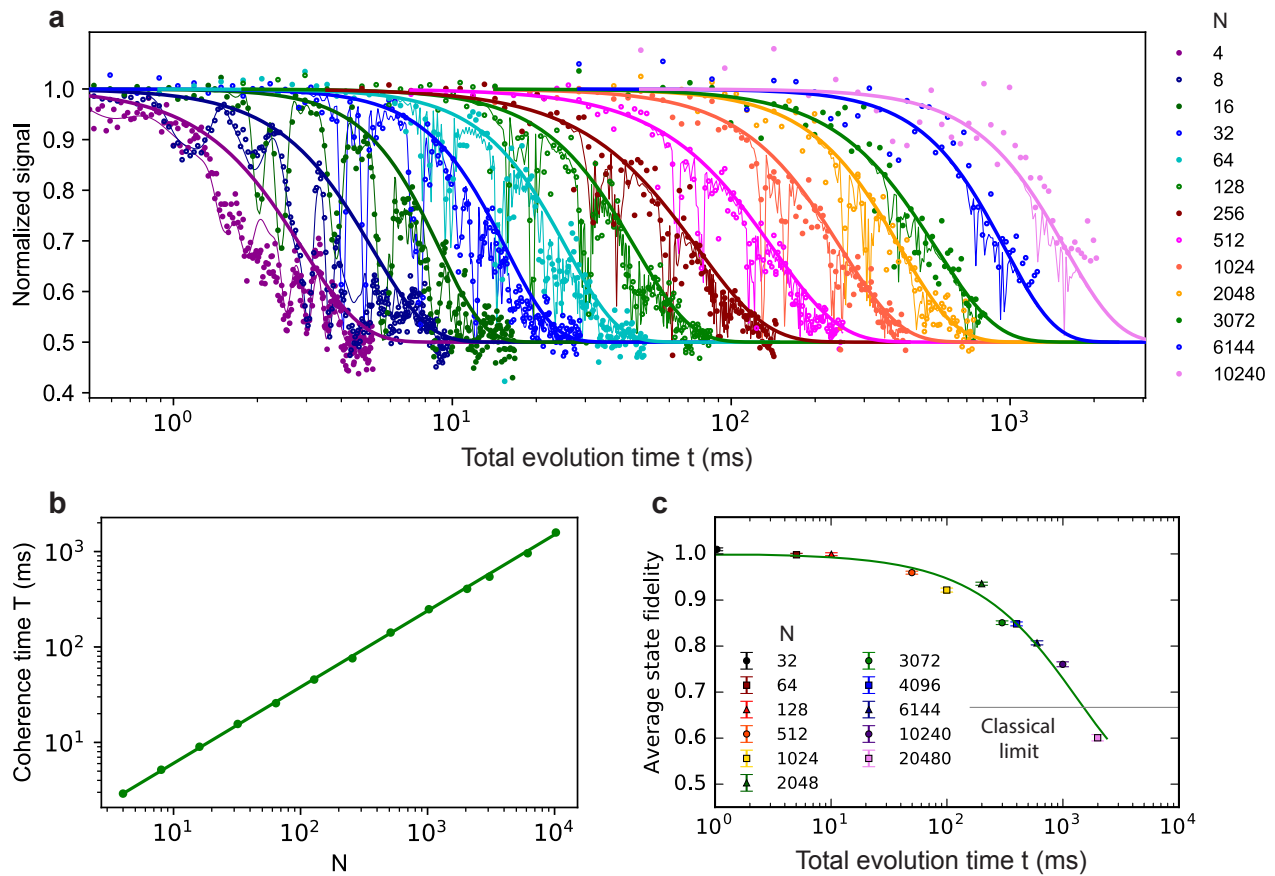 a
N
4
8
16
32
64
128
256
512
1024
2048
3072
6144
10240
Normalized signal
1.0
0.9
0.8
0.7
0.6
0.5
0.4
10⁰ 10¹ 10² 10³
Total evolution time t (ms)
b
Coherence time T (ms)
10³
10²
10¹
10¹ 10² 10³ 10⁴
N
c
Average state fidelity
1.0
0.9
0.8
0.7
0.6
0.5
N
32 3072
64 4096
128 6144
512 10240
1024 20480
2048
Classical
limit
10⁰ 10¹ 10² 10³ 10⁴
Total evolution time t (ms)